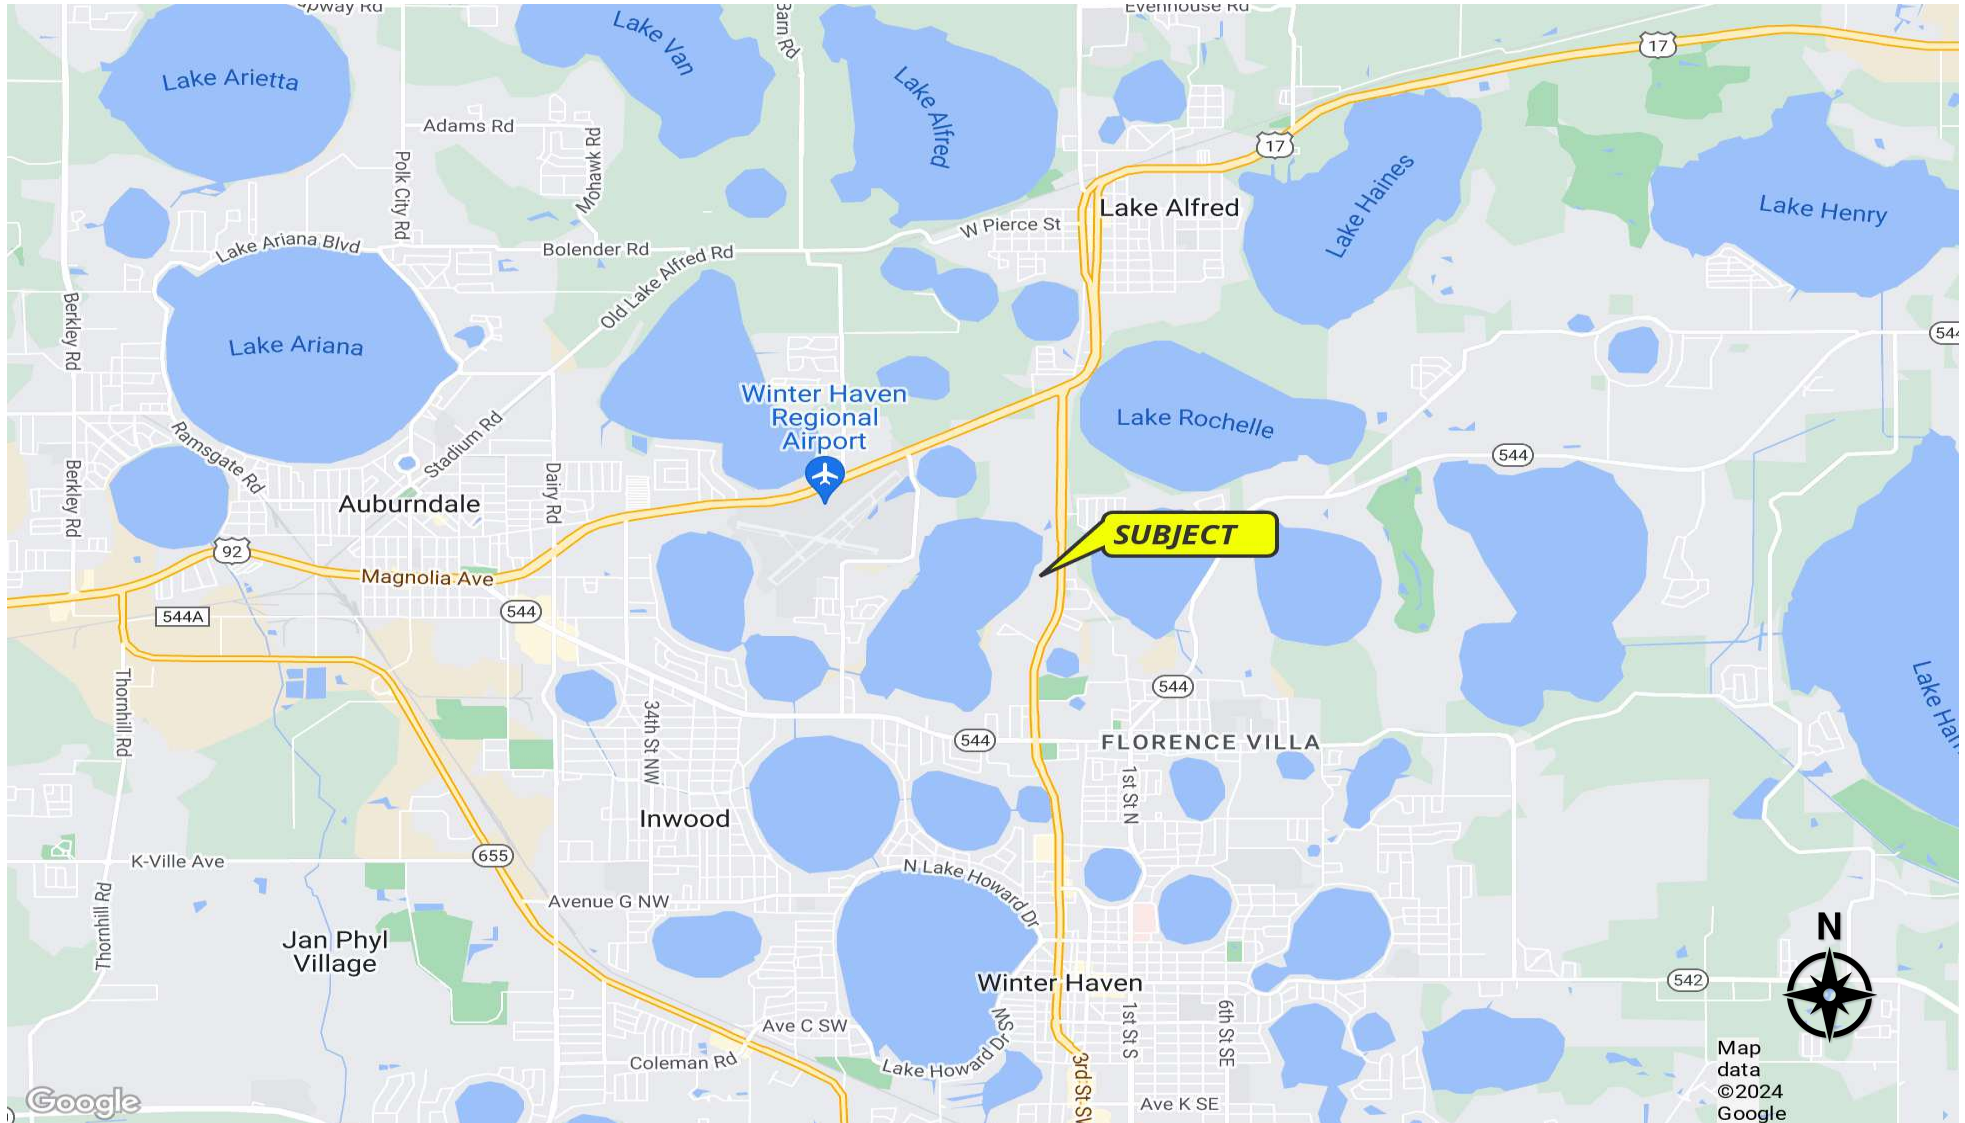 Evenhouse Rd
17
Lake Arietta
Lake Van
Barn Rd
Lake Alfred
17
Adams Rd
Mohawk Rd
Polk City Rd
Lake Alfred
Lake Haines
Lake Henry
W Pierce St
Lake Ariana Blvd
Bolender Rd
Old Lake Alfred Rd
Berkley Rd
Lake Ariana
544
Winter Haven
Regional
Airport
Lake Rochelle
Ramsgate Rd
Stadium Rd
Berkley Rd
Dairy Rd
544
Auburndale
SUBJECT
92
Magnolia Ave
544A
544
Thornhill Rd
34th St NW
544
544
FLORENCE VILLA
1st St N
Inwood
655
K-Ville Ave
Thornhill Rd
N Lake Howard Dr
Avenue G NW
Jan Phyl
Village
N
Winter Haven
542
Ave C SW
Coleman Rd
Lake Howard Dr SW
1st St S
6th St SE
3rd St SW
Ave K SE
Map
data
©2024
Google
Google